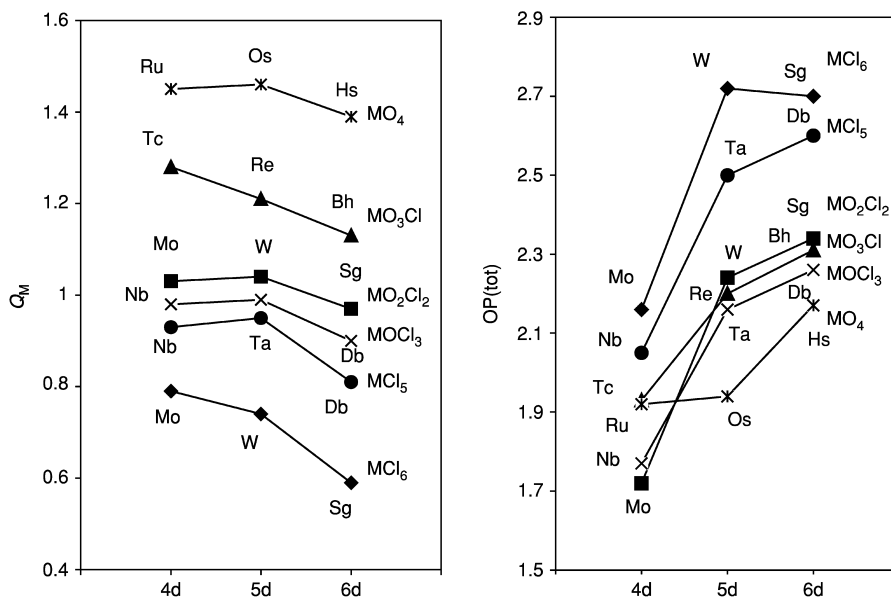 1.6
1.4
1.2
1
0.8
0.6
0.4
Q_M
Ru
Os
Hs
MO₄
Tc
Re
Bh
MO₃Cl
Mo
W
Sg
MO₂Cl₂
Nb
MOCl₃
Nb
Ta
Db
MCl₅
Db
Mo
W
MCl₆
Sg
4d
5d
6d
2.9
2.7
2.5
2.3
2.1
1.9
1.7
1.5
OP(tot)
W
Sg
MCl₆
Db
MCl₅
Ta
Sg
MO₂Cl₂
W
Bh
MO₃Cl
Mo
Re
MOCl₃
Db
Nb
Ta
MO₄
Hs
Tc
Ru
Os
Nb
Mo
4d
5d
6d